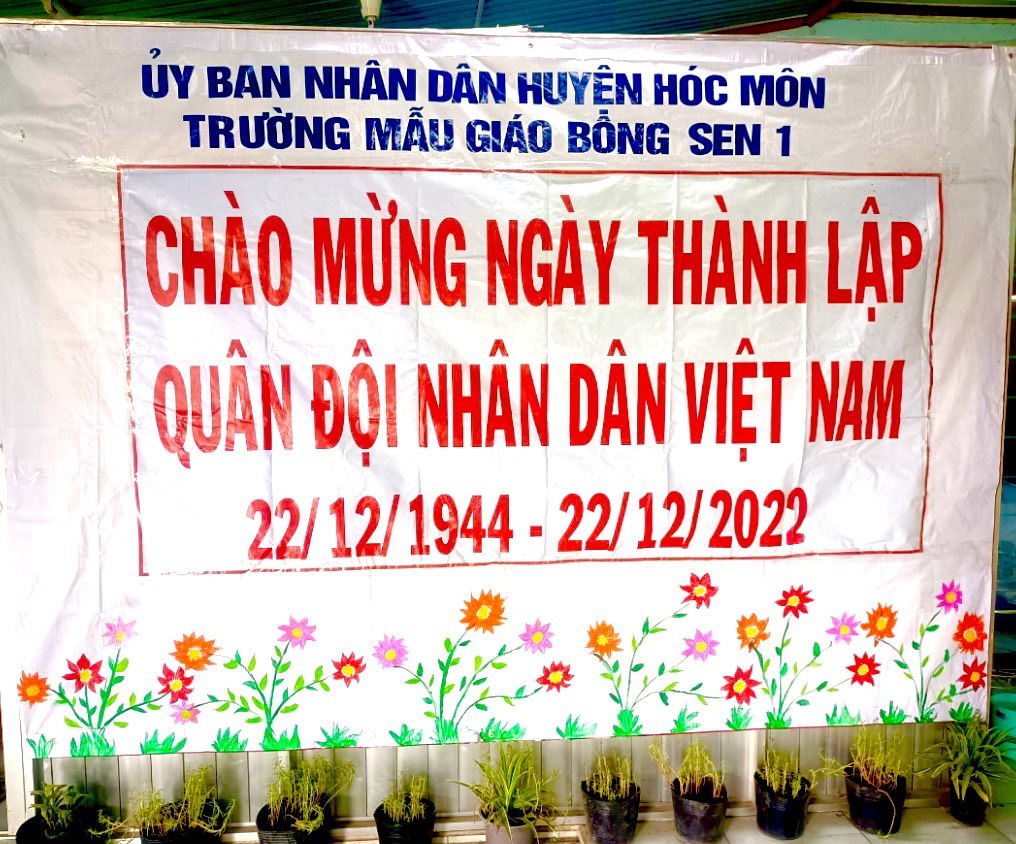 ỦY BAN NHÂN DÂN HUYỆN HÓC MÔN
TRƯỜNG MẪU GIÁO BÔNG SEN 1
CHÀO MỪNG NGÀY THÀNH LẬP
QUÂN ĐỘI NHÂN DÂN VIỆT NAM
22/12/1944 - 22/12/2022